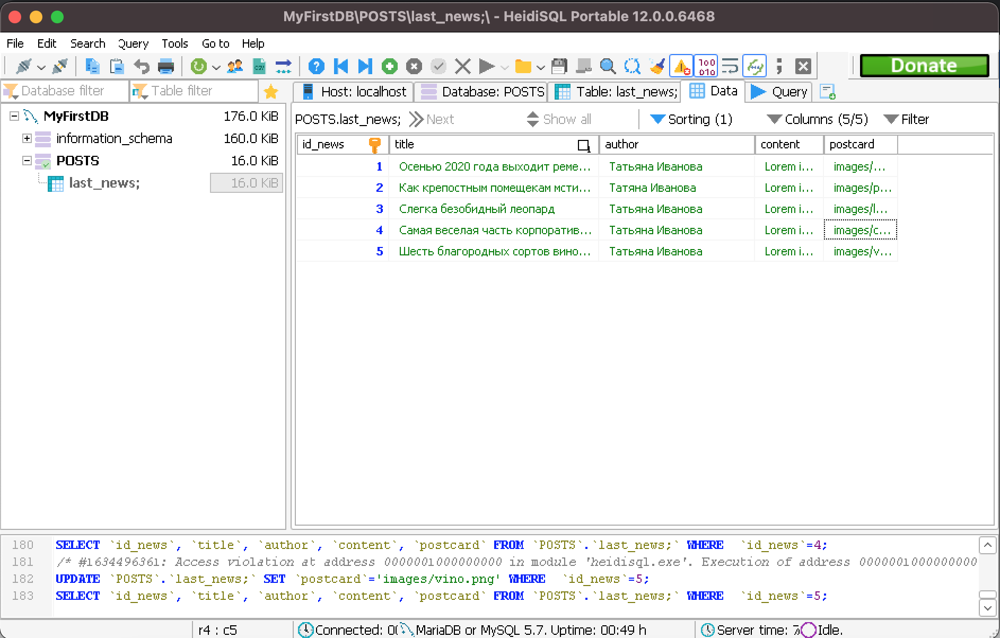 MyFirstDB\POSTS\last_news;\ - HeidiSQL Portable 12.0.0.6468
File Edit Search Query Tools Go to Help
Donate
Database filter Table filter
Host: localhost Database: POSTS Table: last_news; Data Query
MyFirstDB 176.0 KiB
information_schema 160.0 KiB
POSTS 16.0 KiB
last_news; 16.0 KiB
POSTS.last_news; Next Show all Sorting (1) Columns (5/5) Filter
id_news title author content postcard
1 Осенью 2020 года выходит реме... Татьяна Иванова Lorem i... images/...
2 Как крепостным помещекам мсти... Татяна Иванова Lorem i... images/p...
3 Слегка безобидный леопард Татьяна Иванова Lorem i... images/l...
4 Самая веселая часть корпоратив... Татьяна Иванова Lorem i... images/c...
5 Шесть благородных сортов вино... Татьяна Иванова Lorem i... images/v...
180 SELECT `id_news`, `title`, `author`, `content`, `postcard` FROM `POSTS`.`last_news;` WHERE `id_news`=4;
181 /* #1634496361: Access violation at address 0000001000000000 in module 'heidisql.exe'. Execution of address 0000001000000000
182 UPDATE `POSTS`.`last_news;` SET `postcard`='images/vino.png' WHERE `id_news`=5;
183 SELECT `id_news`, `title`, `author`, `content`, `postcard` FROM `POSTS`.`last_news;` WHERE `id_news`=5;
r4 : c5 Connected: MariaDB or MySQL 5.7. Uptime: 00:49 h Server time: Idle.